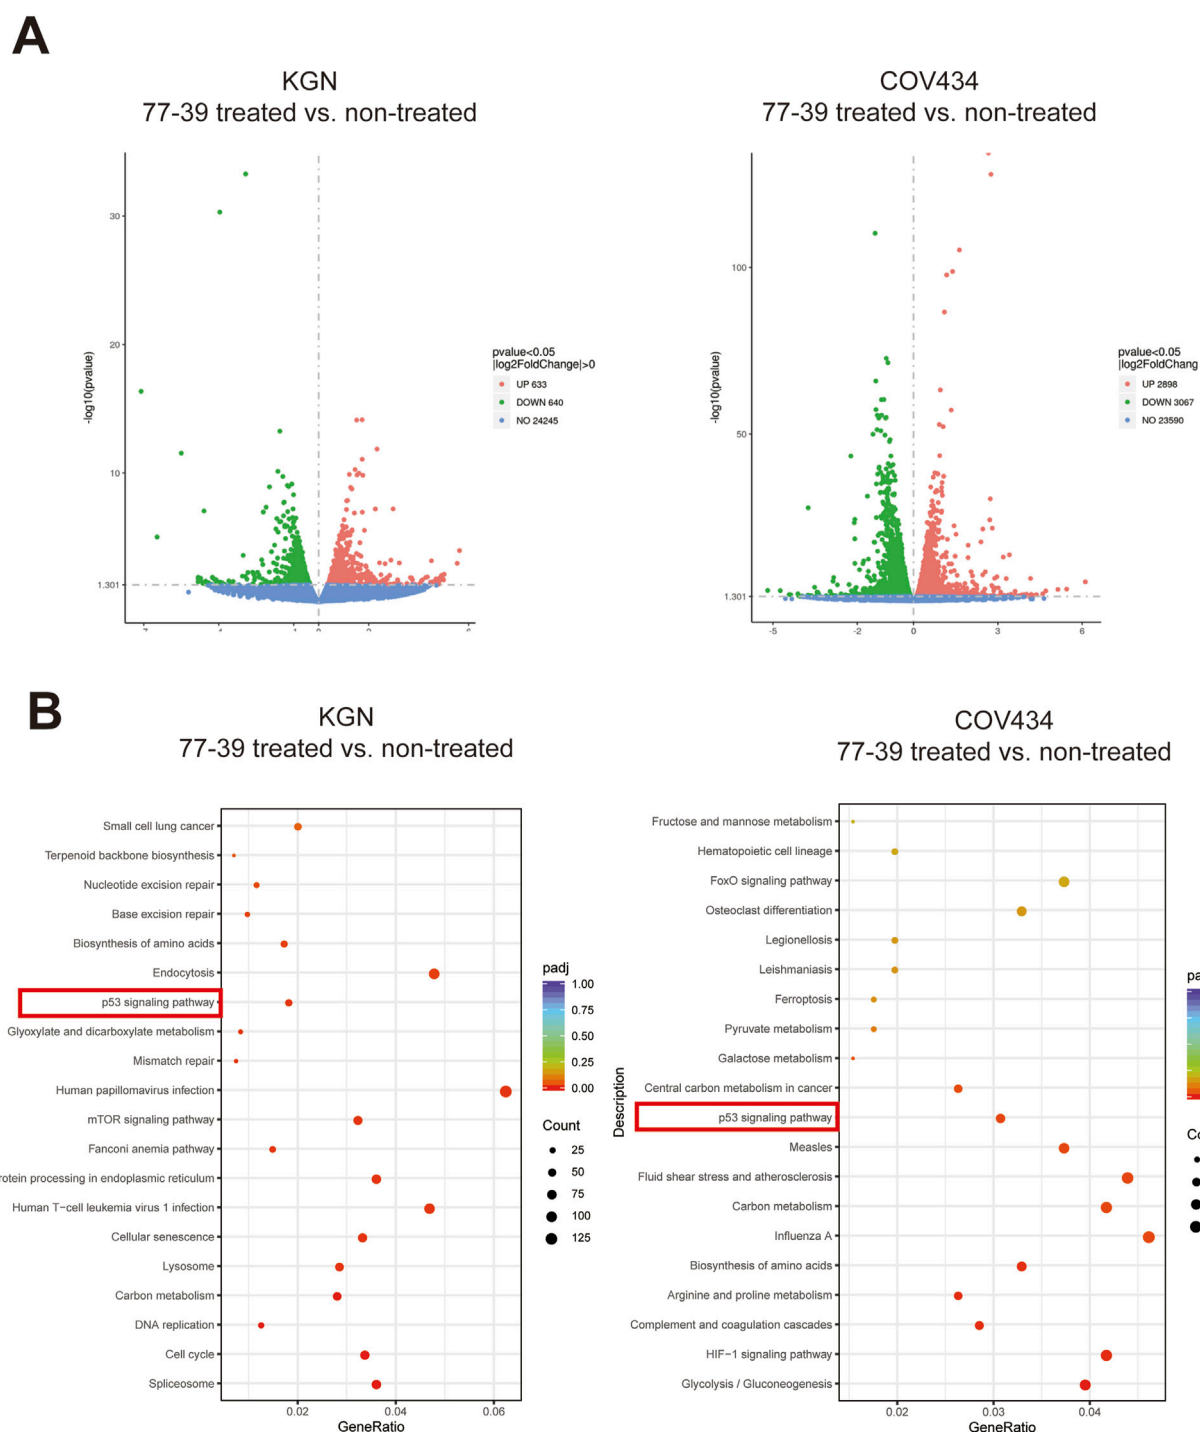 A
KGN
77-39 treated vs. non-treated
COV434
77-39 treated vs. non-treated
-log10(pvalue)
30
20
10
1.301
pvalue<0.05
|log2FoldChange|>0
UP 633
DOWN 640
NO 24245
-log10(pvalue)
100
50
1.301
-5
-2
0
3
6
pvalue<0.05
|log2FoldChang
UP 2898
DOWN 3067
NO 23590
B
KGN
77-39 treated vs. non-treated
COV434
77-39 treated vs. non-treated
Small cell lung cancer
Terpenoid backbone biosynthesis
Nucleotide excision repair
Base excision repair
Biosynthesis of amino acids
Endocytosis
p53 signaling pathway
Glyoxylate and dicarboxylate metabolism
Mismatch repair
Human papillomavirus infection
mTOR signaling pathway
Fanconi anemia pathway
rotein processing in endoplasmic reticulum
Human T−cell leukemia virus 1 infection
Cellular senescence
Lysosome
Carbon metabolism
DNA replication
Cell cycle
Spliceosome
0.02
0.04
0.06
GeneRatio
padj
1.00
0.75
0.50
0.25
0.00
Count
25
50
75
100
125
Description
Fructose and mannose metabolism
Hematopoietic cell lineage
FoxO signaling pathway
Osteoclast differentiation
Legionellosis
Leishmaniasis
Ferroptosis
Pyruvate metabolism
Galactose metabolism
Central carbon metabolism in cancer
p53 signaling pathway
Measles
Fluid shear stress and atherosclerosis
Carbon metabolism
Influenza A
Biosynthesis of amino acids
Arginine and proline metabolism
Complement and coagulation cascades
HIF−1 signaling pathway
Glycolysis / Gluconeogenesis
0.02
0.03
0.04
GeneRatio
pa
Co